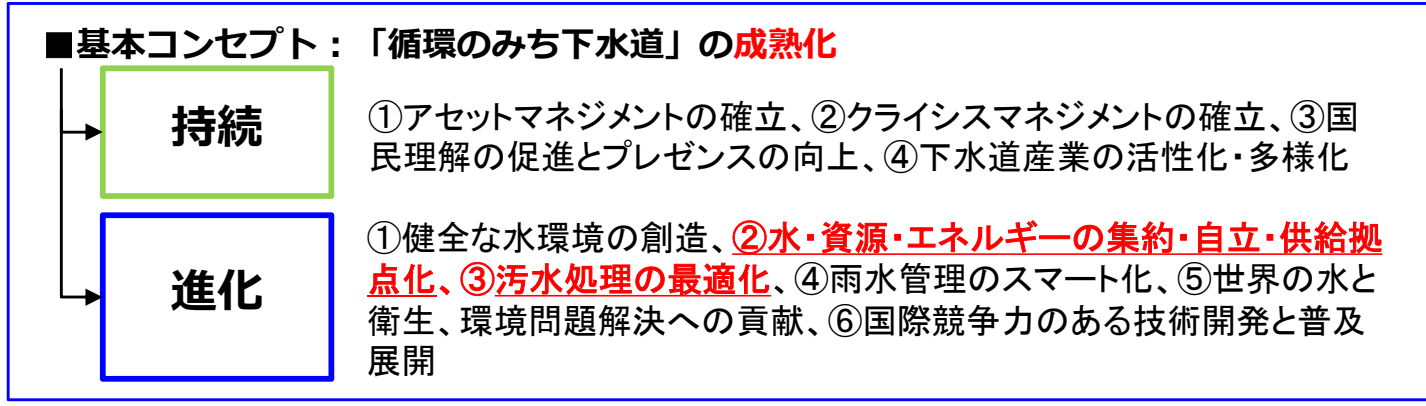 ■基本コンセプト：「循環のみち下水道」の成熟化
持続
①アセットマネジメントの確立、②クライシスマネジメントの確立、③国
民理解の促進とプレゼンスの向上、④下水道産業の活性化・多様化
進化
①健全な水環境の創造、②水・資源・エネルギーの集約・自立・供給拠
点化、③汚水処理の最適化、④雨水管理のスマート化、⑤世界の水と
衛生、環境問題解決への貢献、⑥国際競争力のある技術開発と普及
展開